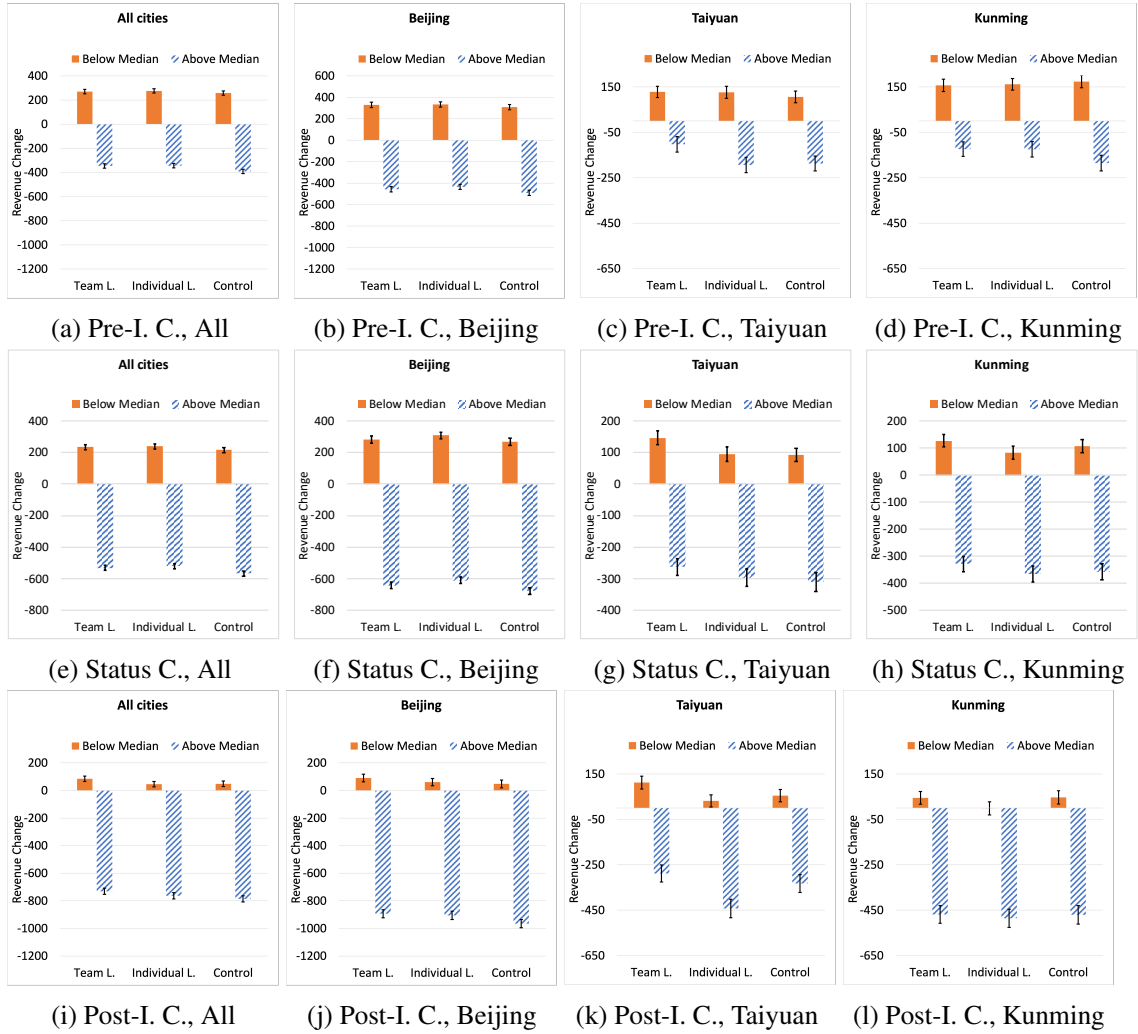 All cities
Below Median Above Median
Revenue Change
400
200
0
-200
-400
-600
-800
-1000
-1200
Team L. Individual L. Control
(a) Pre-I. C., All
Beijing
Below Median Above Median
600
400
200
0
-200
-400
-600
-800
-1000
-1200
Team L. Individual L. Control
(b) Pre-I. C., Beijing
Taiyuan
Below Median Above Median
Revenue Change
150
-50
-250
-450
-650
Team L. Individual L. Control
(c) Pre-I. C., Taiyuan
Kunming
Below Median Above Median
Revenue Change
150
-50
-250
-450
-650
Team L. Individual L. Control
(d) Pre-I. C., Kunming
All cities
Below Median Above Median
Revenue Change
400
200
0
-200
-400
-600
-800
Team L. Individual L. Control
(e) Status C., All
Beijing
Below Median Above Median
Revenue Change
400
200
0
-200
-400
-600
-800
Team L. Individual L. Control
(f) Status C., Beijing
Taiyuan
Below Median Above Median
Revenue Change
200
100
0
-100
-200
-300
-400
Team L. Individual L. Control
(g) Status C., Taiyuan
Kunming
Below Median Above Median
Revenue Change
200
100
0
-100
-200
-300
-400
-500
Team L. Individual L. Control
(h) Status C., Kunming
All cities
Below Median Above Median
Revenue Change
200
0
-200
-400
-600
-800
-1000
-1200
Team L. Individual L. Control
(i) Post-I. C., All
Beijing
Below Median Above Median
Revenue Change
200
0
-200
-400
-600
-800
-1000
-1200
Team L. Individual L. Control
(j) Post-I. C., Beijing
Taiyuan
Below Median Above Median
Revenue Change
150
-50
-250
-450
-650
Team L. Individual L. Control
(k) Post-I. C., Taiyuan
Kunming
Below Median Above Median
Revenue Change
150
-50
-250
-450
-650
Team L. Individual L. Control
(l) Post-I. C., Kunming